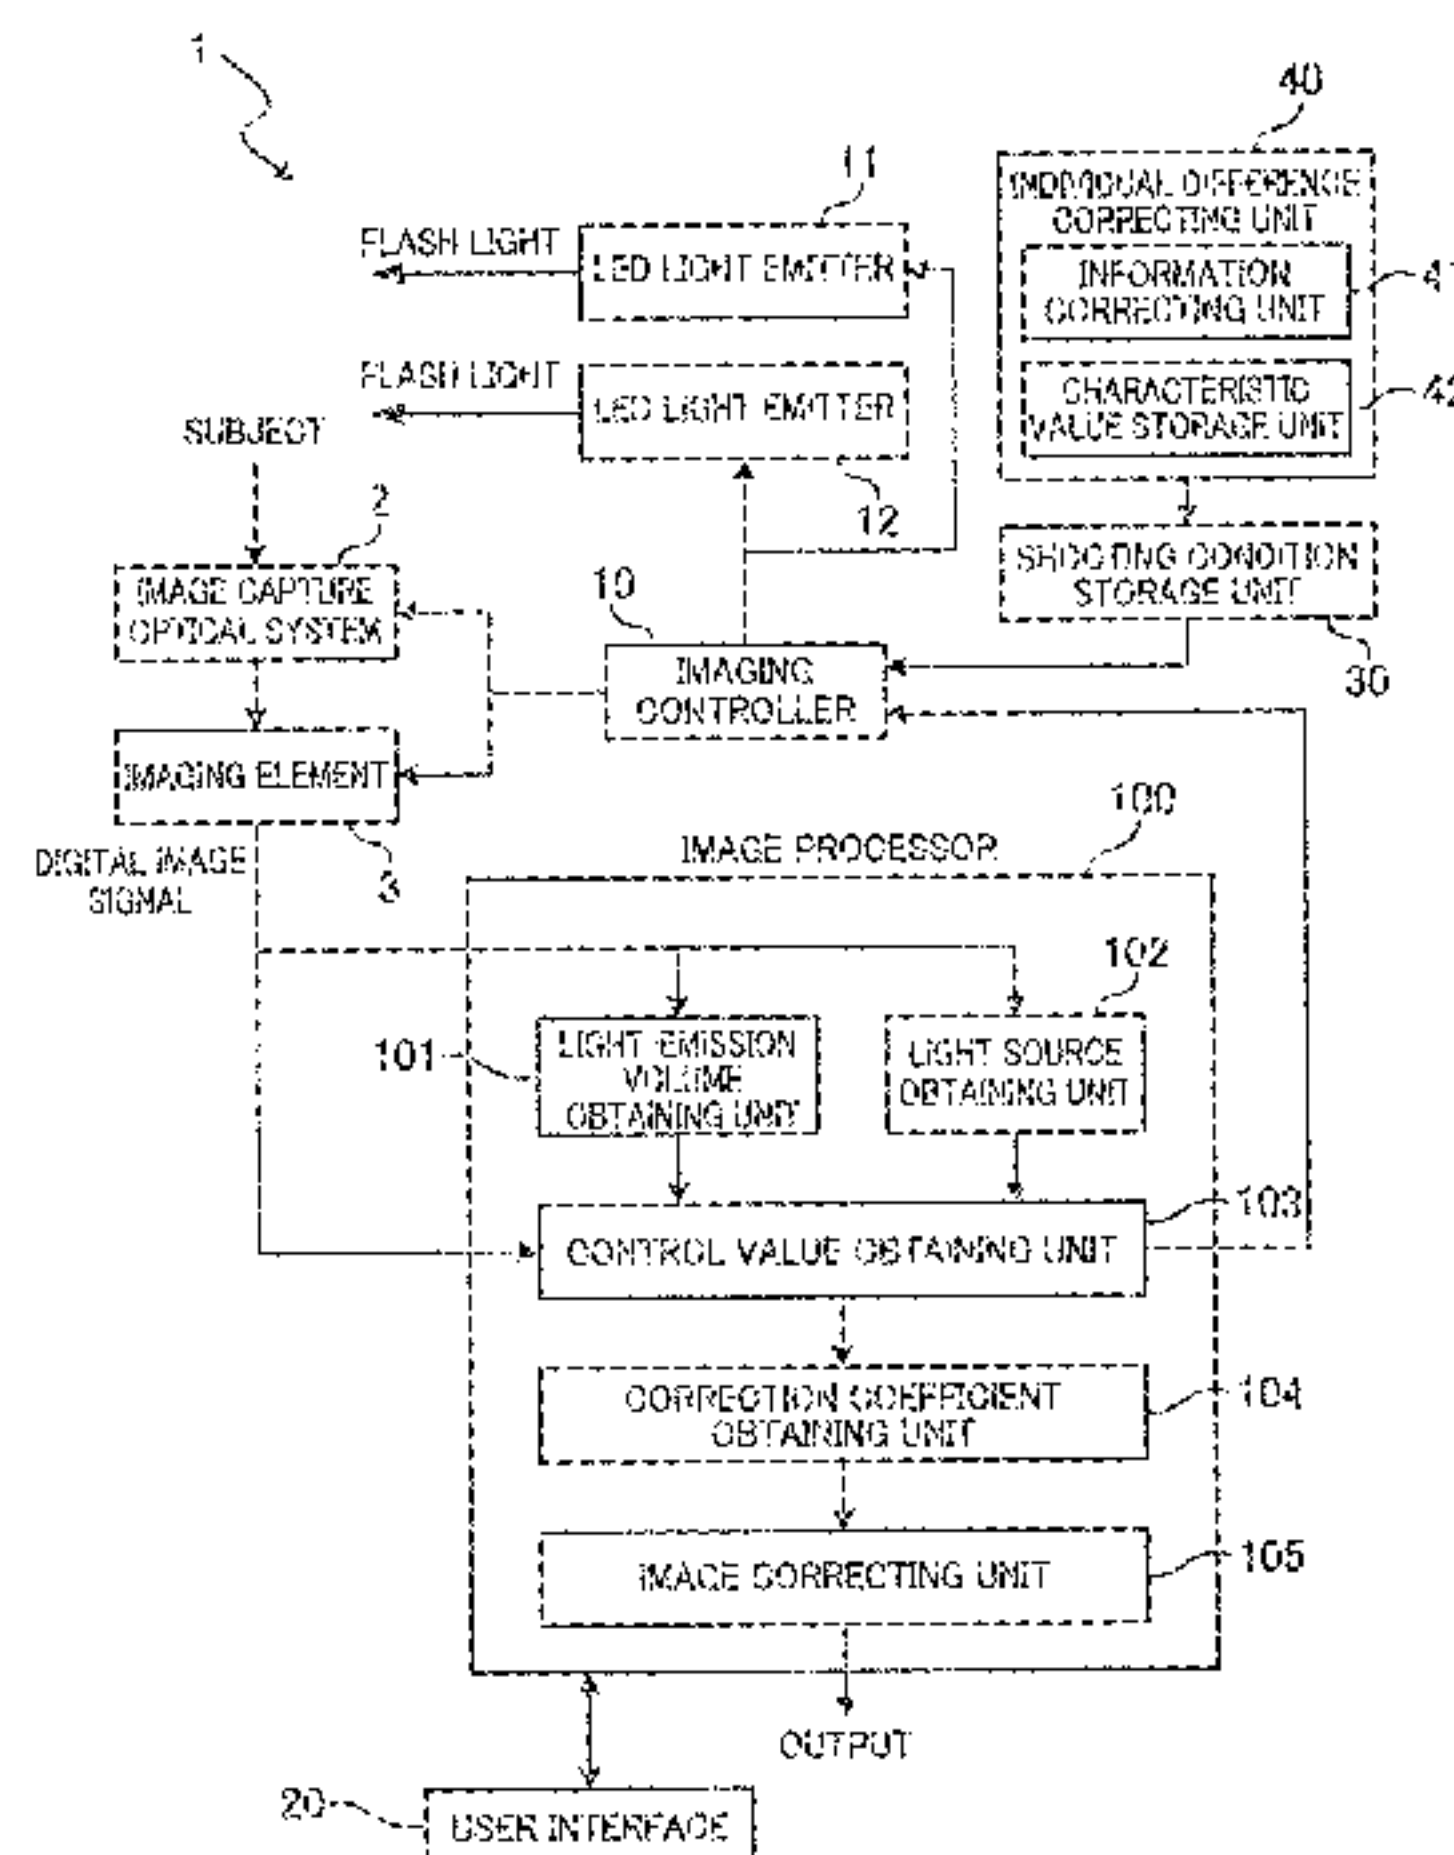 1
40
11
INDIVIDUAL DIFFERENCE
CORRECTING UNIT
FLASH LIGHT
LED LIGHT EMITTER
INFORMATION
CORRECTING UNIT
41
FLASH LIGHT
LED LIGHT EMITTER
CHARACTERISTIC
VALUE STORAGE UNIT
42
SUBJECT
2
12
SHOOTING CONDITION
STORAGE UNIT
10
IMAGE CAPTURE
OPTICAL SYSTEM
IMAGING
CONTROLLER
30
IMAGING ELEMENT
100
IMAGE PROCESSOR
DIGITAL IMAGE
SIGNAL
3
102
101
LIGHT EMISSION
VOLUME
OBTAINING UNIT
LIGHT SOURCE
OBTAINING UNIT
103
CONTROL VALUE OBTAINING UNIT
CORRECTION COEFFICIENT
OBTAINING UNIT
104
IMAGE CORRECTING UNIT
105
OUTPUT
20
USER INTERFACE